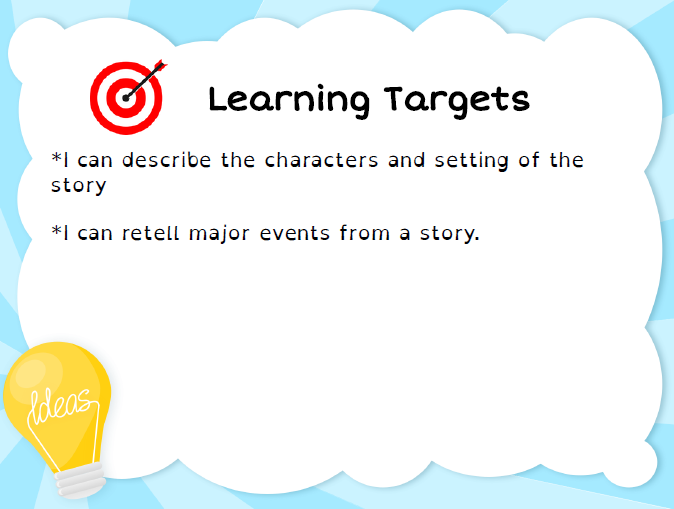 Learning Targets
*I can describe the characters and setting of the
story
*I can retell major events from a story.
Ideas